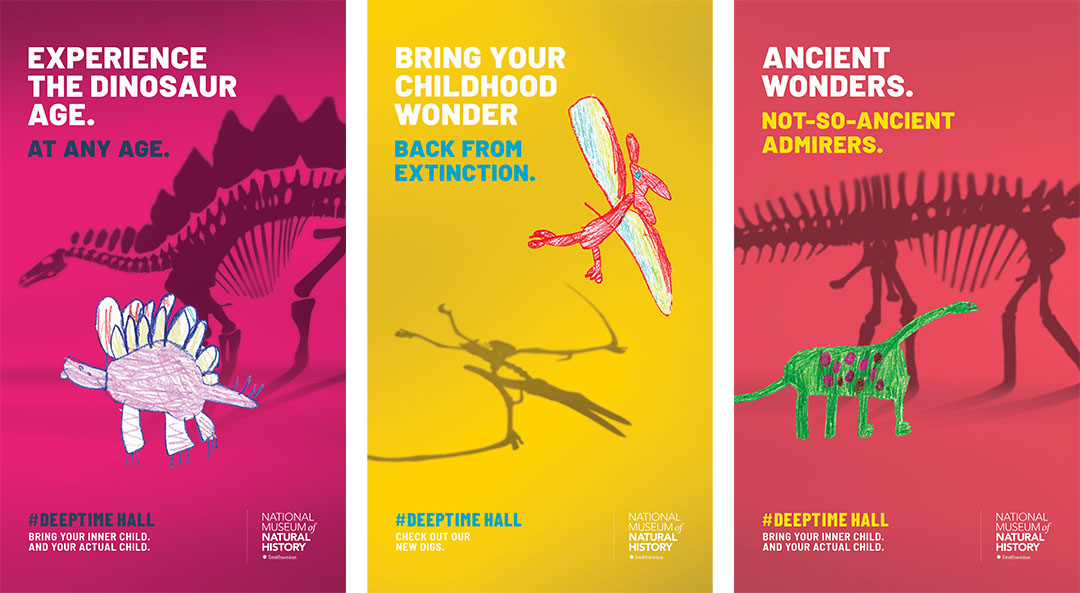 EXPERIENCE
THE DINOSAUR
AGE.
AT ANY AGE.
#DEEPTIME HALL
BRING YOUR INNER CHILD.
AND YOUR ACTUAL CHILD.
NATIONAL
MUSEUM of
NATURAL
HISTORY
Smithsonian
BRING YOUR
CHILDHOOD
WONDER
BACK FROM
EXTINCTION.
#DEEPTIME HALL
CHECK OUT OUR
NEW DIGS.
NATIONAL
MUSEUM of
NATURAL
HISTORY
Smithsonian
ANCIENT
WONDERS.
NOT-SO-ANCIENT
ADMIRERS.
#DEEPTIME HALL
BRING YOUR INNER CHILD.
AND YOUR ACTUAL CHILD.
NATIONAL
MUSEUM of
NATURAL
HISTORY
Smithsonian